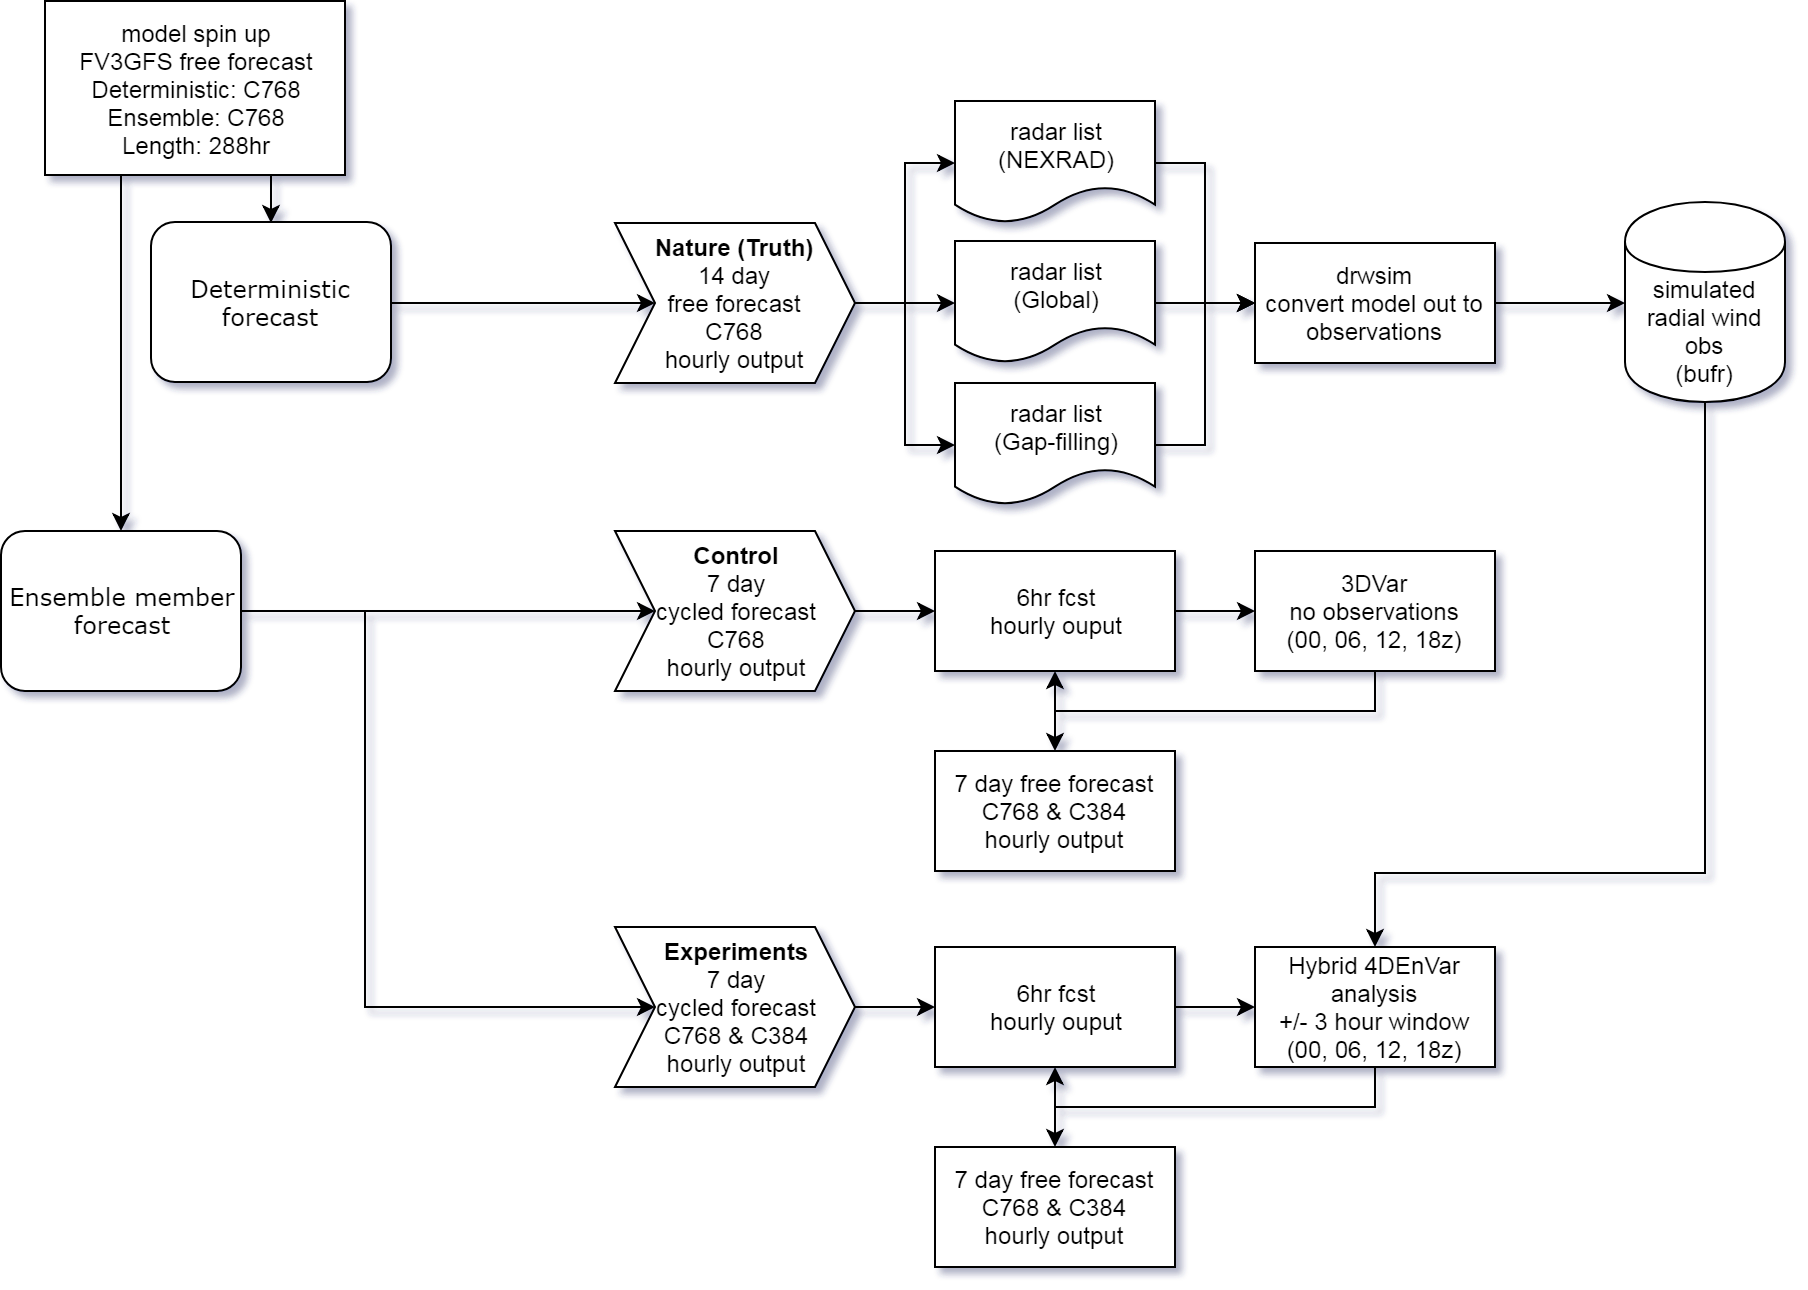 model spin up
FV3GFS free forecast
Deterministic: C768
Ensemble: C768
Length: 288hr
Deterministic
forecast
Nature (Truth)
14 day
free forecast
C768
hourly output
radar list
(NEXRAD)
radar list
(Global)
radar list
(Gap-filling)
drwsim
convert model out to
observations
simulated
radial wind
obs
(bufr)
Ensemble member
forecast
Control
7 day
cycled forecast
C768
hourly output
6hr fcst
hourly ouput
3DVar
no observations
(00, 06, 12, 18z)
7 day free forecast
C768 & C384
hourly output
Experiments
7 day
cycled forecast
C768 & C384
hourly output
6hr fcst
hourly ouput
Hybrid 4DEnVar
analysis
+/- 3 hour window
(00, 06, 12, 18z)
7 day free forecast
C768 & C384
hourly output